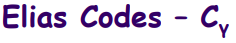 Elias Codes – Cγ